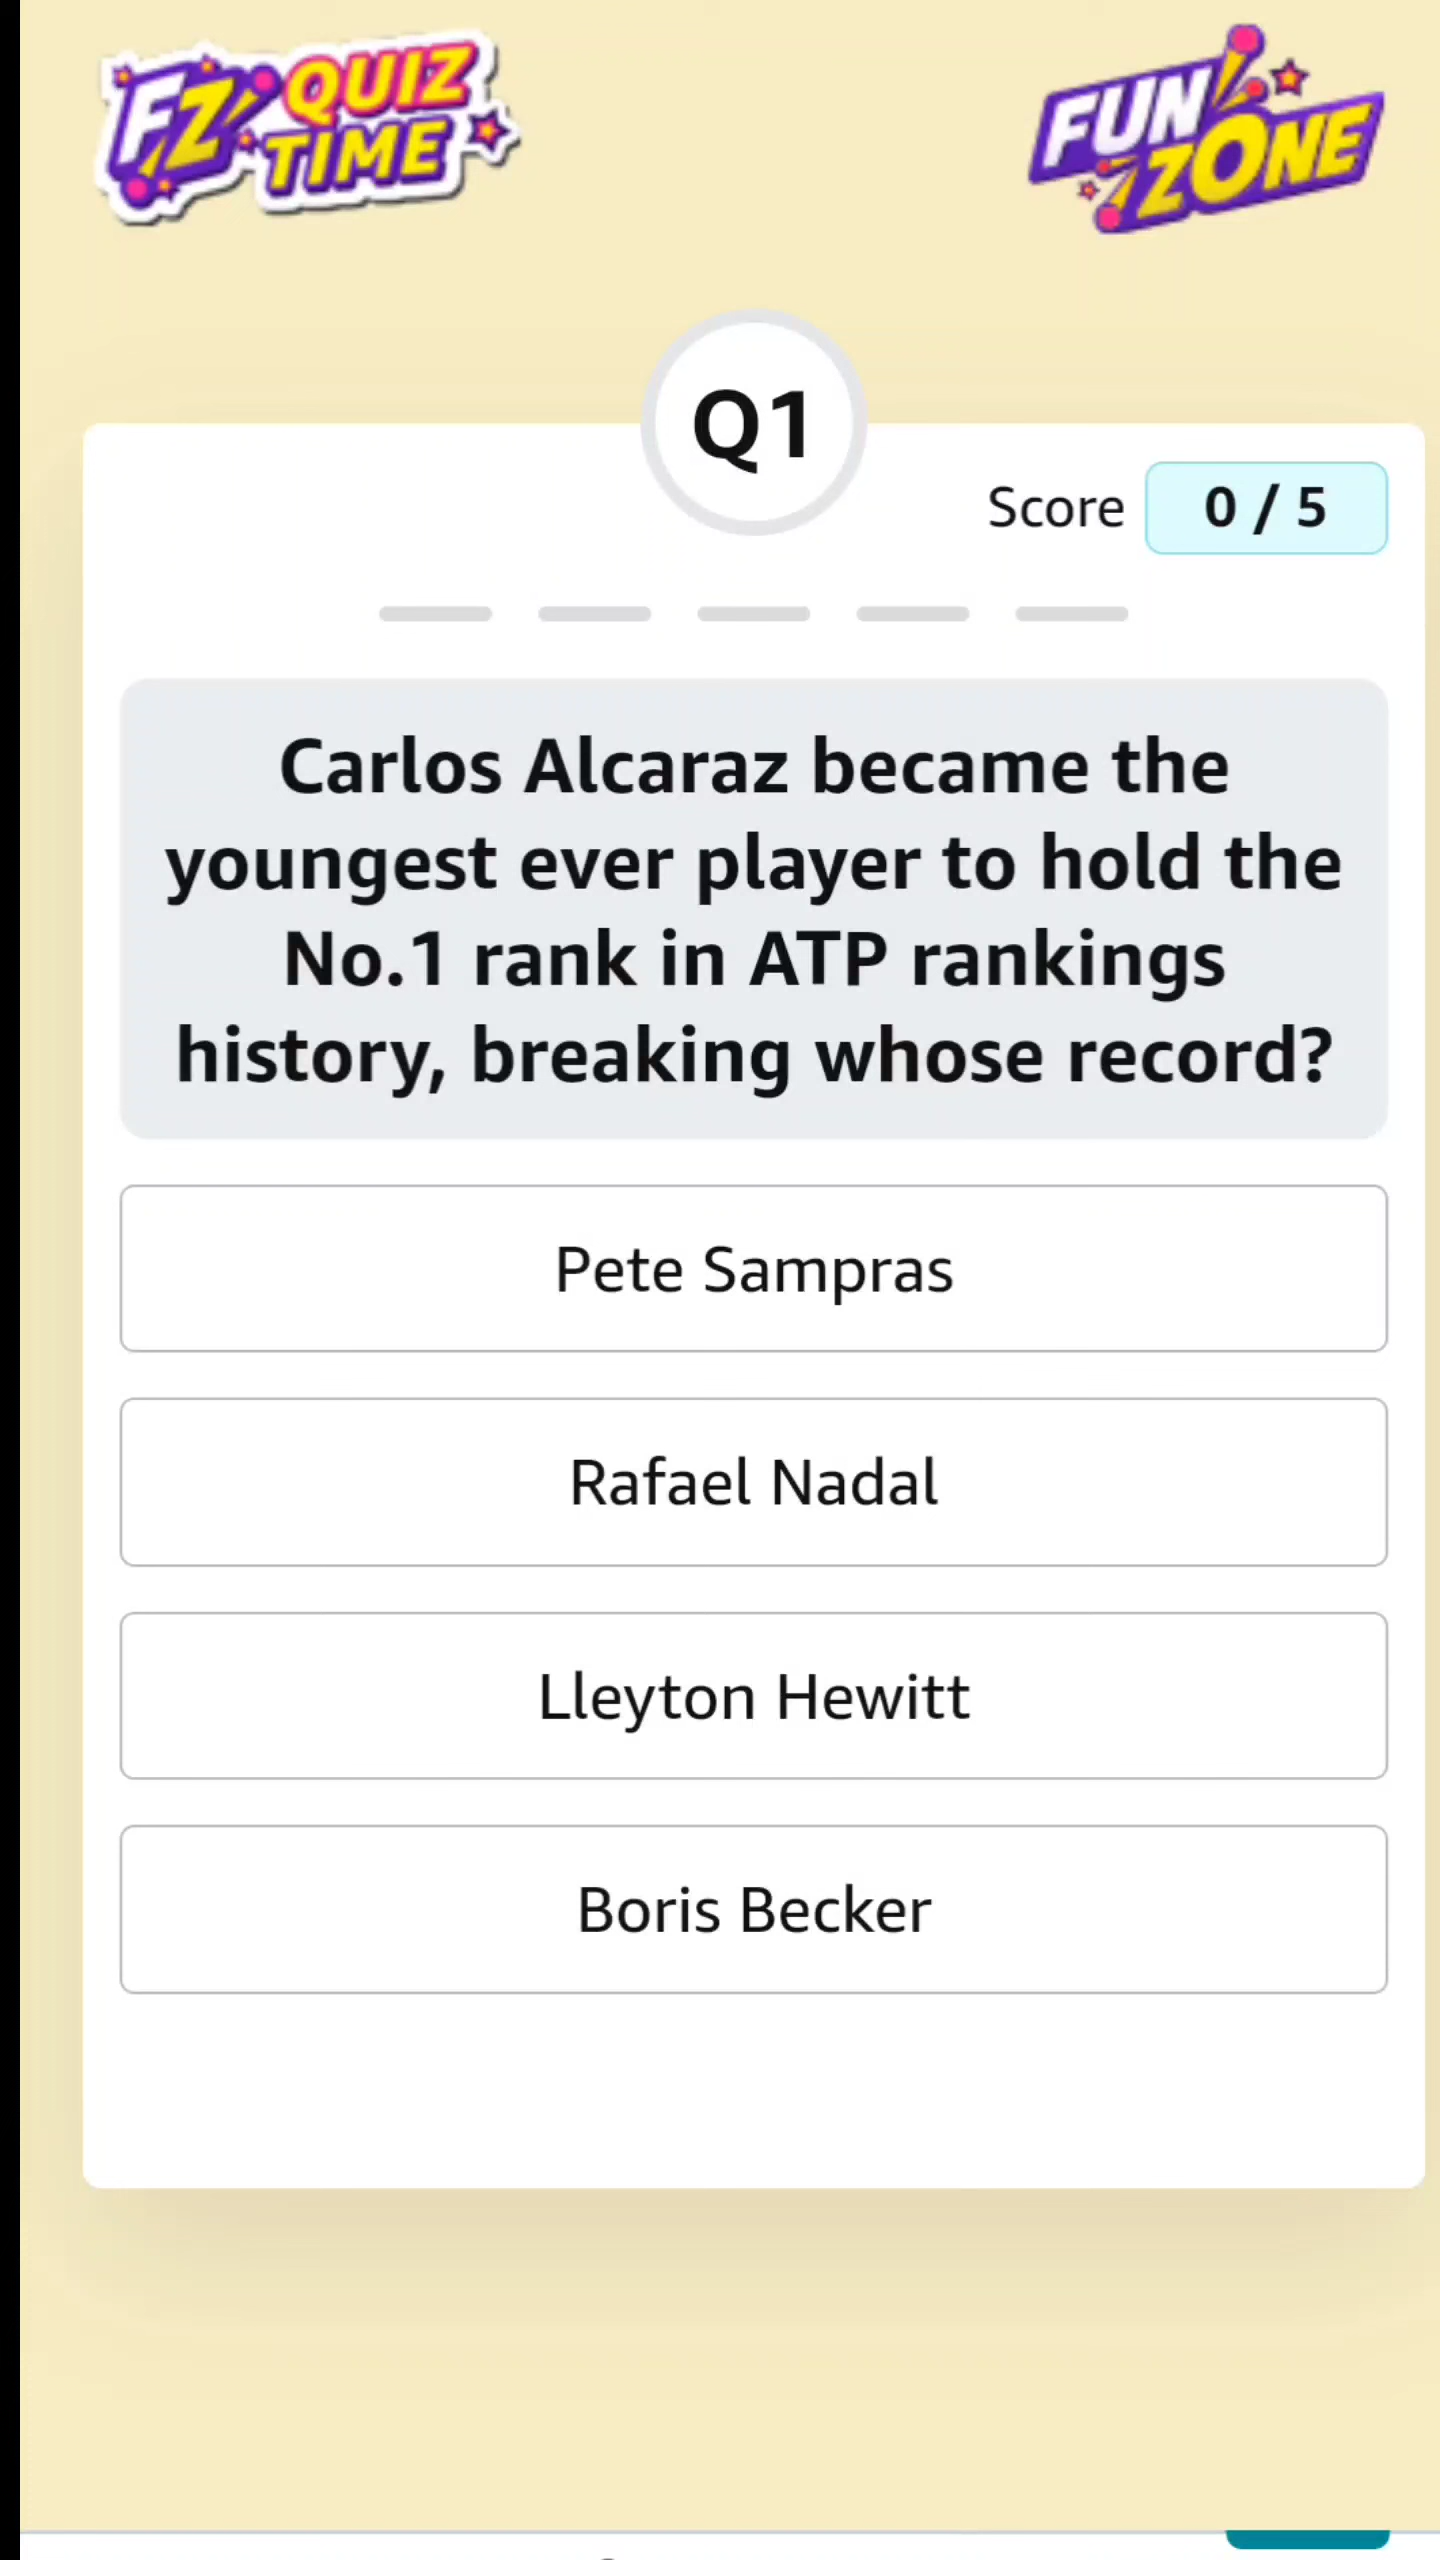 FZ QUIZ TIME
FUN ZONE
Q1
Score 0 / 5
Carlos Alcaraz became the
youngest ever player to hold the
No.1 rank in ATP rankings
history, breaking whose record?
Pete Sampras
Rafael Nadal
Lleyton Hewitt
Boris Becker